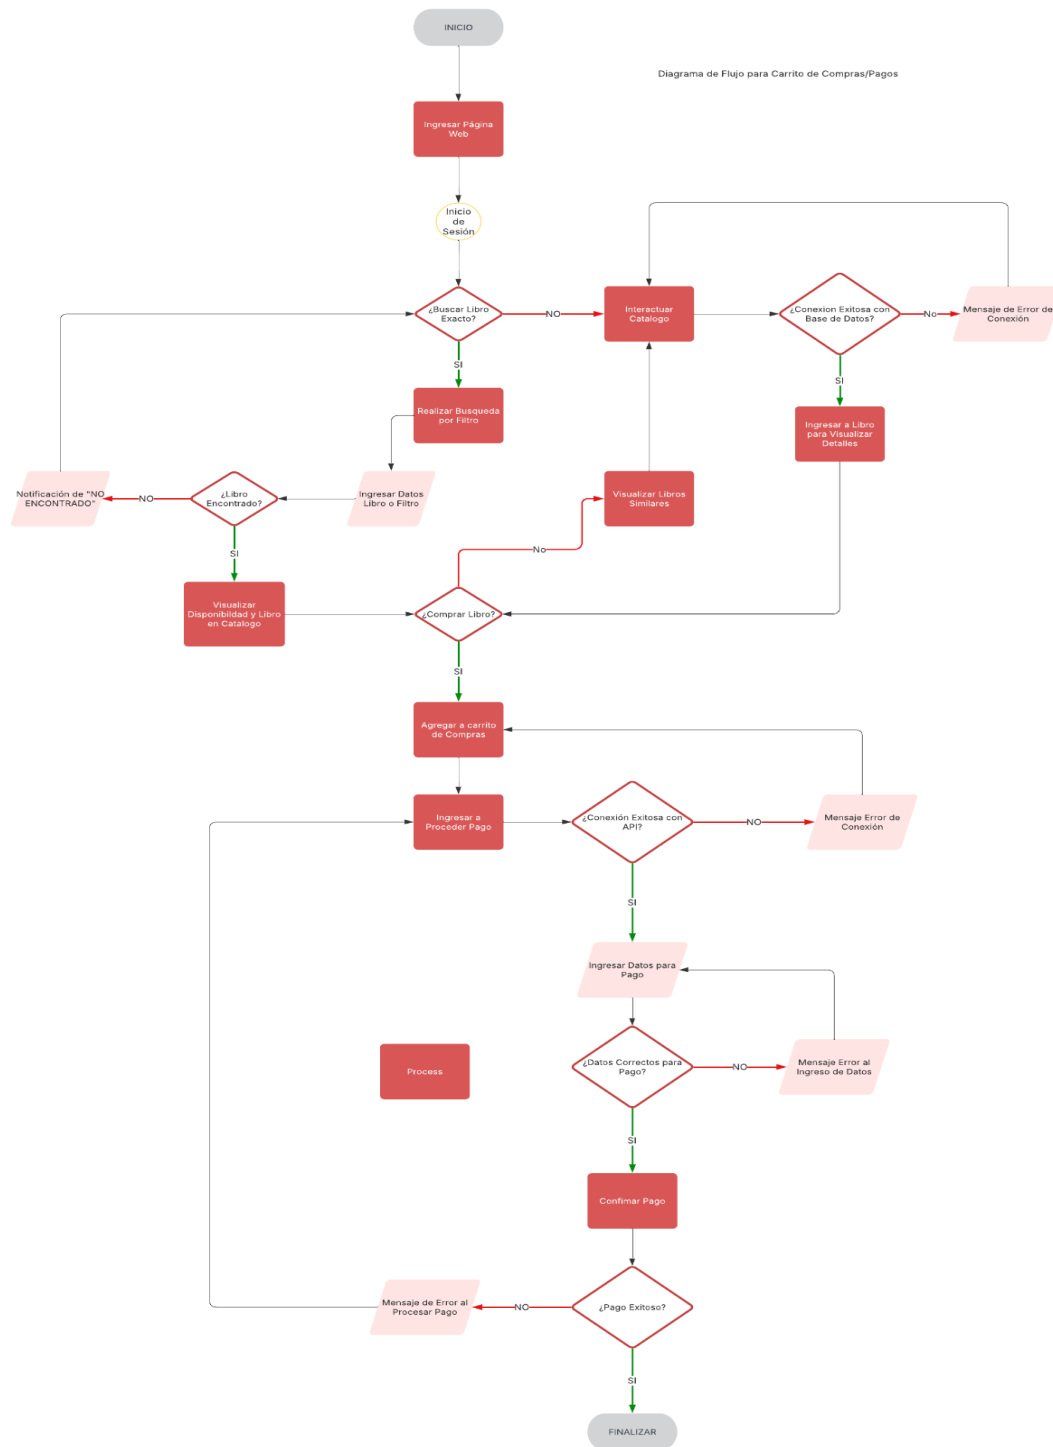 INICIO
Diagrama de Flujo para Carrito de Compras/Pagos
Ingresar Página
Web
Inicio
de
Sesión
¿Buscar Libro
Exacto?
NO
Interactuar
Catalogo
¿Conexion Exitosa con
Base de Datos?
No
Mensaje de Error de
Conexión
SI
SI
Realizar Busqueda
por Filtro
Ingresar a Libro
para Visualizar
Detalles
Notificación de "NO
ENCONTRADO"
NO
¿Libro
Encontrado?
Ingresar Datos
Libro o Filtro
Visualizar Libros
Similares
No
SI
Visualizar
Disponibildad y Libro
en Catalogo
¿Comprar Libro?
SI
Agregar a carrito
de Compras
Ingresar a
Proceder Pago
¿Conexión Exitosa con
API?
NO
Mensaje Error de
Conexión
SI
Ingresar Datos para
Pago
¿Datos Correctos para
Pago?
NO
Mensaje Error al
Ingreso de Datos
Process
SI
Confimar Pago
Mensaje de Error al
Procesar Pago
NO
¿Pago Exitoso?
SI
FINALIZAR